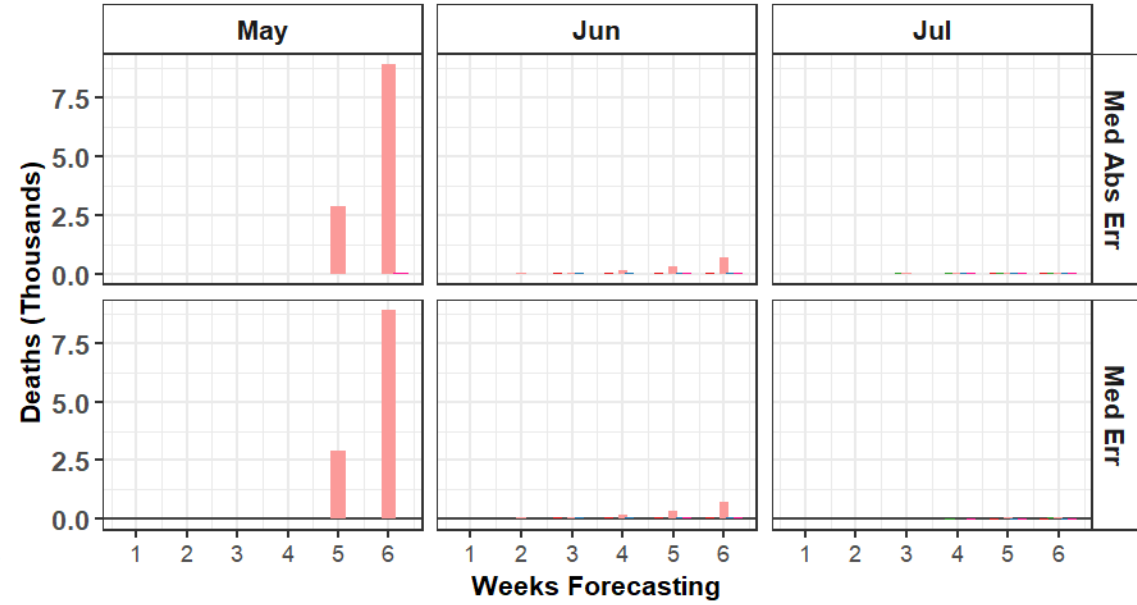 May Jun Jul
7.5
5.0
2.5
0.0
Med Abs Err
7.5
5.0
2.5
0.0
Med Err
Deaths (Thousands)
1 2 3 4 5 6 1 2 3 4 5 6 1 2 3 4 5 6
Weeks Forecasting